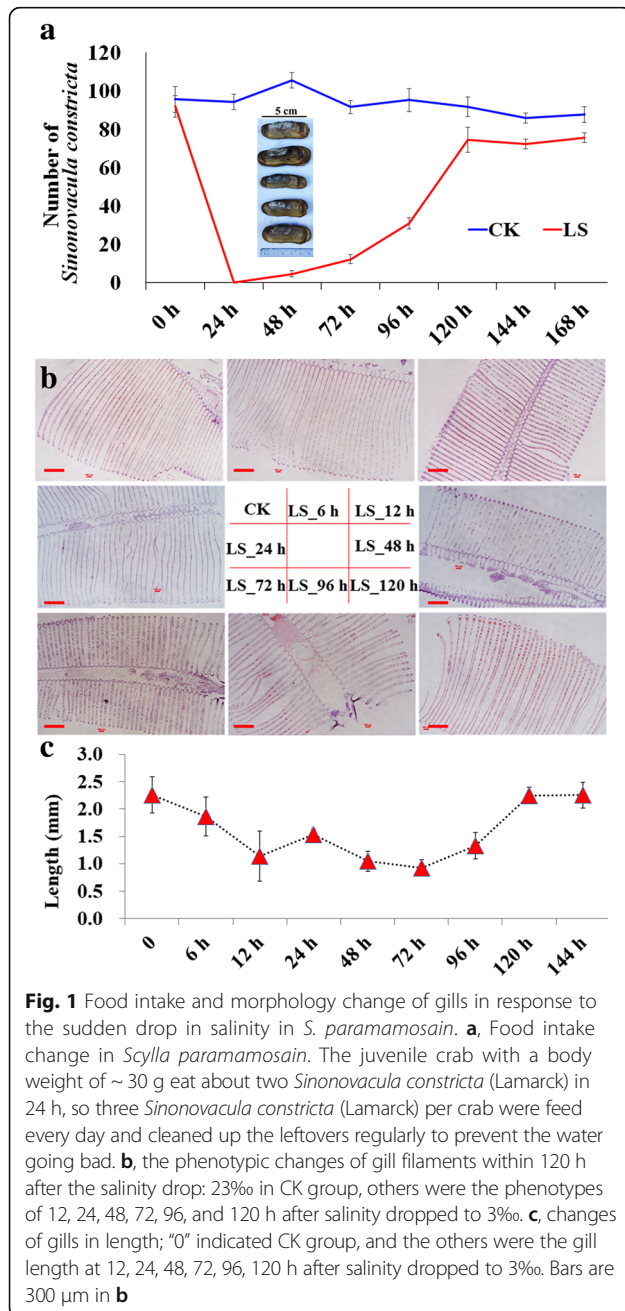 a
120
100
80
60
40
20
0
Number of
Sinonovacula constricta
5 cm
CK LS
0 h 24 h 48 h 72 h 96 h 120 h 144 h 168 h
b
CK LS_6 h LS_12 h
LS_24 h LS_48 h
LS_72 h LS_96 h LS_120 h
c
3.0
2.5
2.0
1.5
1.0
0.5
0.0
Length (mm)
0 6 h 12 h 24 h 48 h 72 h 96 h 120 h 144 h
Fig. 1 Food intake and morphology change of gills in response to
the sudden drop in salinity in S. paramamosain. a, Food intake
change in Scylla paramamosain. The juvenile crab with a body
weight of ~ 30 g eat about two Sinonovacula constricta (Lamarck) in
24 h, so three Sinonovacula constricta (Lamarck) per crab were feed
every day and cleaned up the leftovers regularly to prevent the water
going bad. b, the phenotypic changes of gill filaments within 120 h
after the salinity drop: 23‰ in CK group, others were the phenotypes
of 12, 24, 48, 72, 96, and 120 h after salinity dropped to 3‰. c, changes
of gills in length; “0” indicated CK group, and the others were the gill
length at 12, 24, 48, 72, 96, 120 h after salinity dropped to 3‰. Bars are
300 μm in b